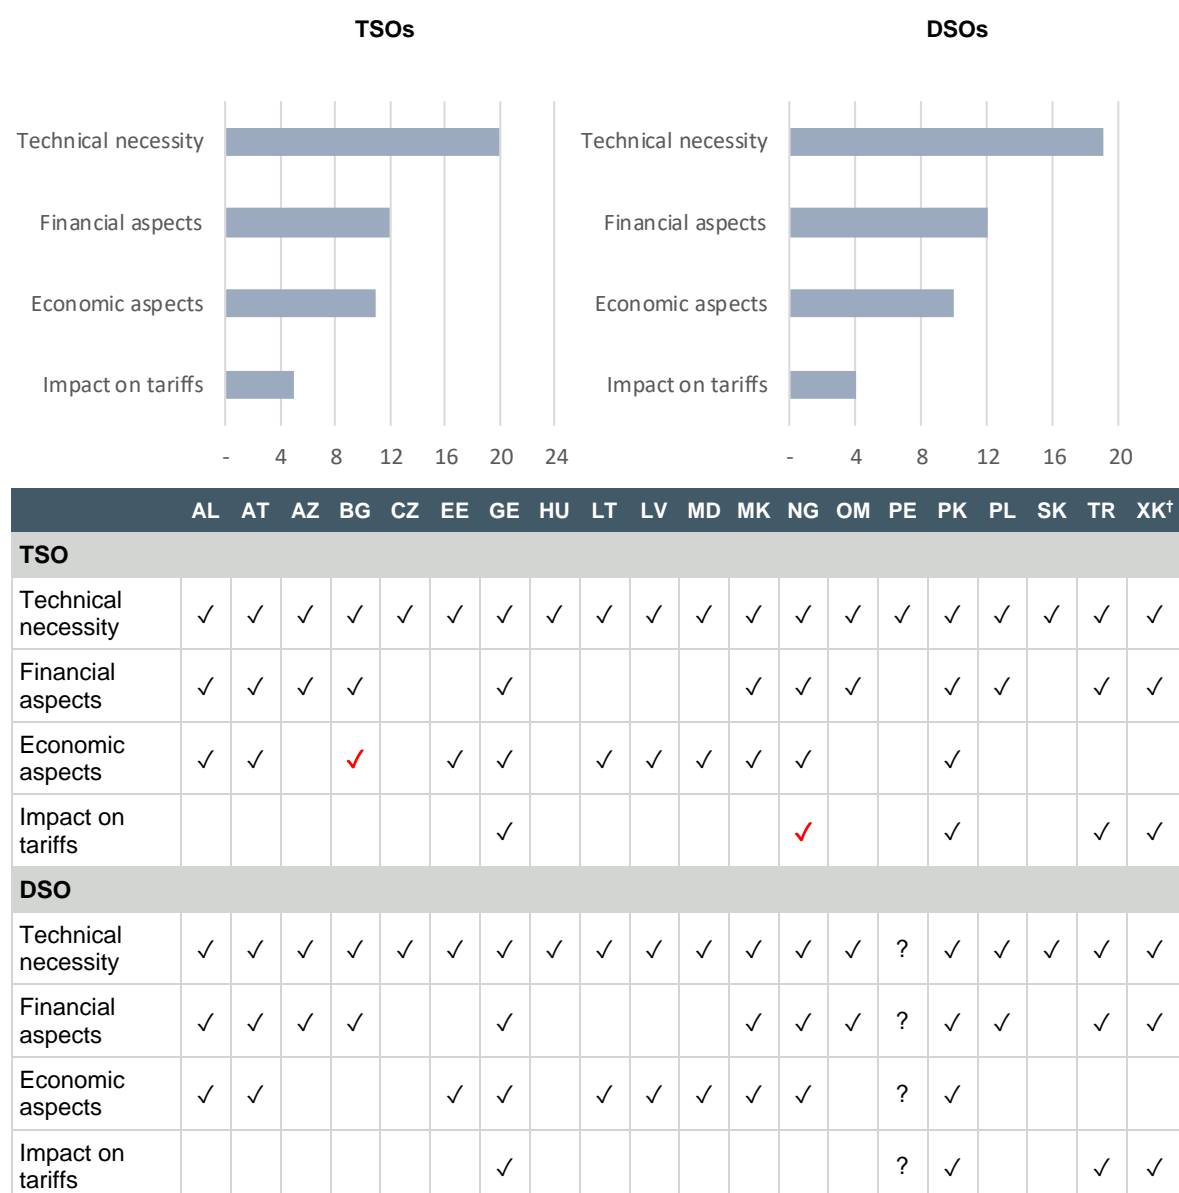 TSOs
DSOs
Technical necessity
Financial aspects
Economic aspects
Impact on tariffs
- 4 8 12 16 20 24
Technical necessity
Financial aspects
Economic aspects
Impact on tariffs
- 4 8 12 16 20
AL AT AZ BG CZ EE GE HU LT LV MD MK NG OM PE PK PL SK TR XK†
TSO
Technical
necessity ✓ ✓ ✓ ✓ ✓ ✓ ✓ ✓ ✓ ✓ ✓ ✓ ✓ ✓ ✓ ✓ ✓ ✓ ✓ ✓
Financial
aspects ✓ ✓ ✓ ✓ ✓ ✓ ✓ ✓ ✓ ✓ ✓ ✓
Economic
aspects ✓ ✓ ✓ ✓ ✓ ✓ ✓ ✓ ✓ ✓ ✓
Impact on
tariffs ✓ ✓ ✓ ✓ ✓
DSO
Technical
necessity ✓ ✓ ✓ ✓ ✓ ✓ ✓ ✓ ✓ ✓ ✓ ✓ ✓ ✓ ? ✓ ✓ ✓ ✓ ✓
Financial
aspects ✓ ✓ ✓ ✓ ✓ ✓ ✓ ✓ ? ✓ ✓ ✓ ✓
Economic
aspects ✓ ✓ ✓ ✓ ✓ ✓ ✓ ✓ ✓ ? ✓
Impact on
tariffs ✓ ? ✓ ✓ ✓